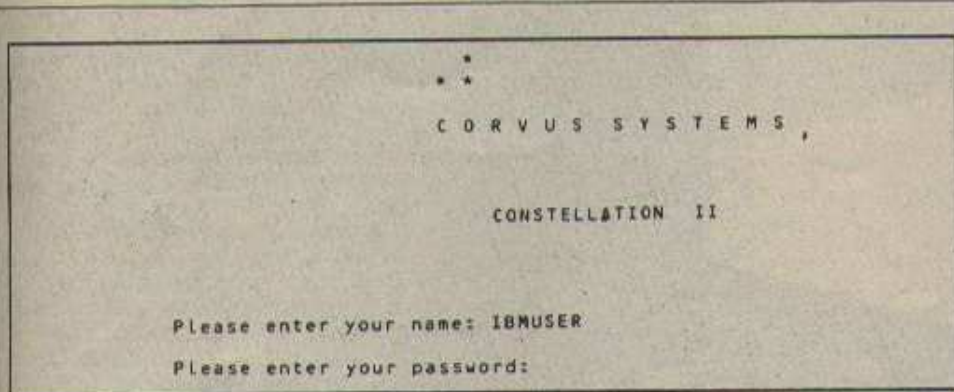 *
* *
C O R V U S S Y S T E M S ,
CONSTELLATION II
Please enter your name: IBMUSER
Please enter your password: